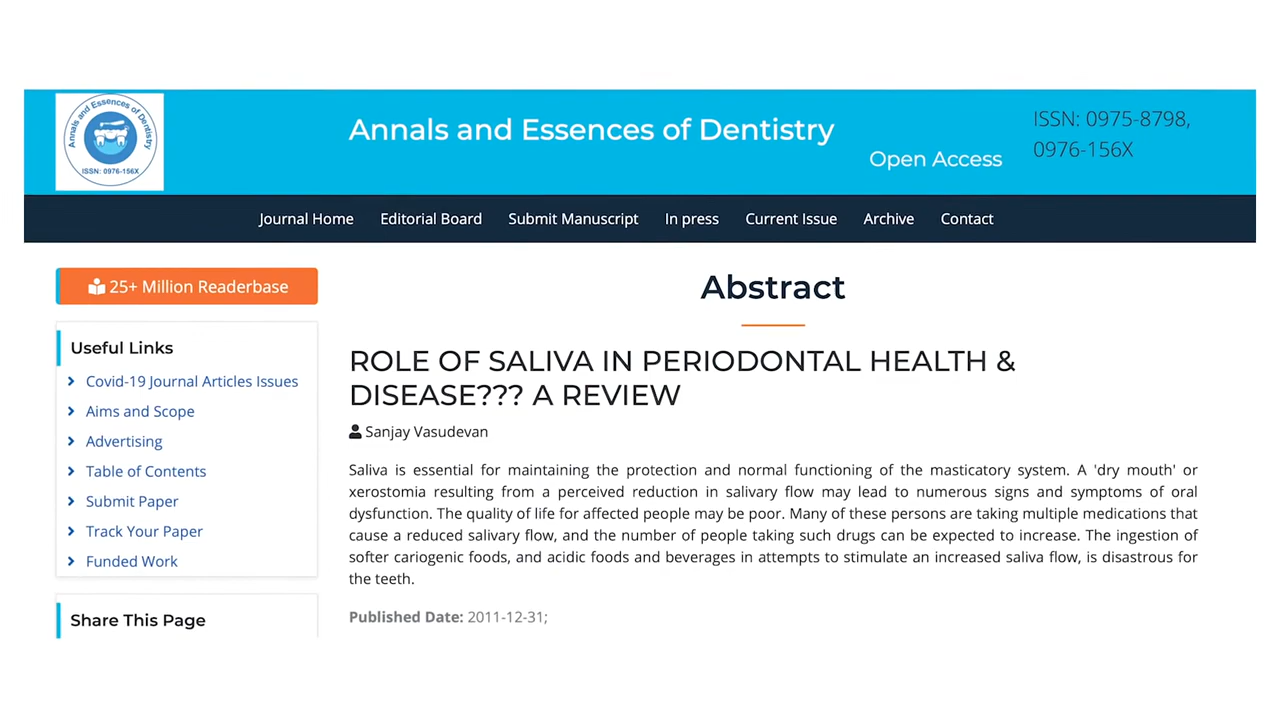 Annals and Essences of Dentistry
ISSN: 0976-156X
Annals and Essences of Dentistry
Open Access
ISSN: 0975-8798,
0976-156X
Journal Home Editorial Board Submit Manuscript In press Current Issue Archive Contact
25+ Million Readerbase
Useful Links
Covid-19 Journal Articles Issues
Aims and Scope
Advertising
Table of Contents
Submit Paper
Track Your Paper
Funded Work
Share This Page
Abstract
ROLE OF SALIVA IN PERIODONTAL HEALTH &
DISEASE??? A REVIEW
Sanjay Vasudevan
Saliva is essential for maintaining the protection and normal functioning of the masticatory system. A 'dry mouth' or
xerostomia resulting from a perceived reduction in salivary flow may lead to numerous signs and symptoms of oral
dysfunction. The quality of life for affected people may be poor. Many of these persons are taking multiple medications that
cause a reduced salivary flow, and the number of people taking such drugs can be expected to increase. The ingestion of
softer cariogenic foods, and acidic foods and beverages in attempts to stimulate an increased saliva flow, is disastrous for
the teeth.
Published Date: 2011-12-31;